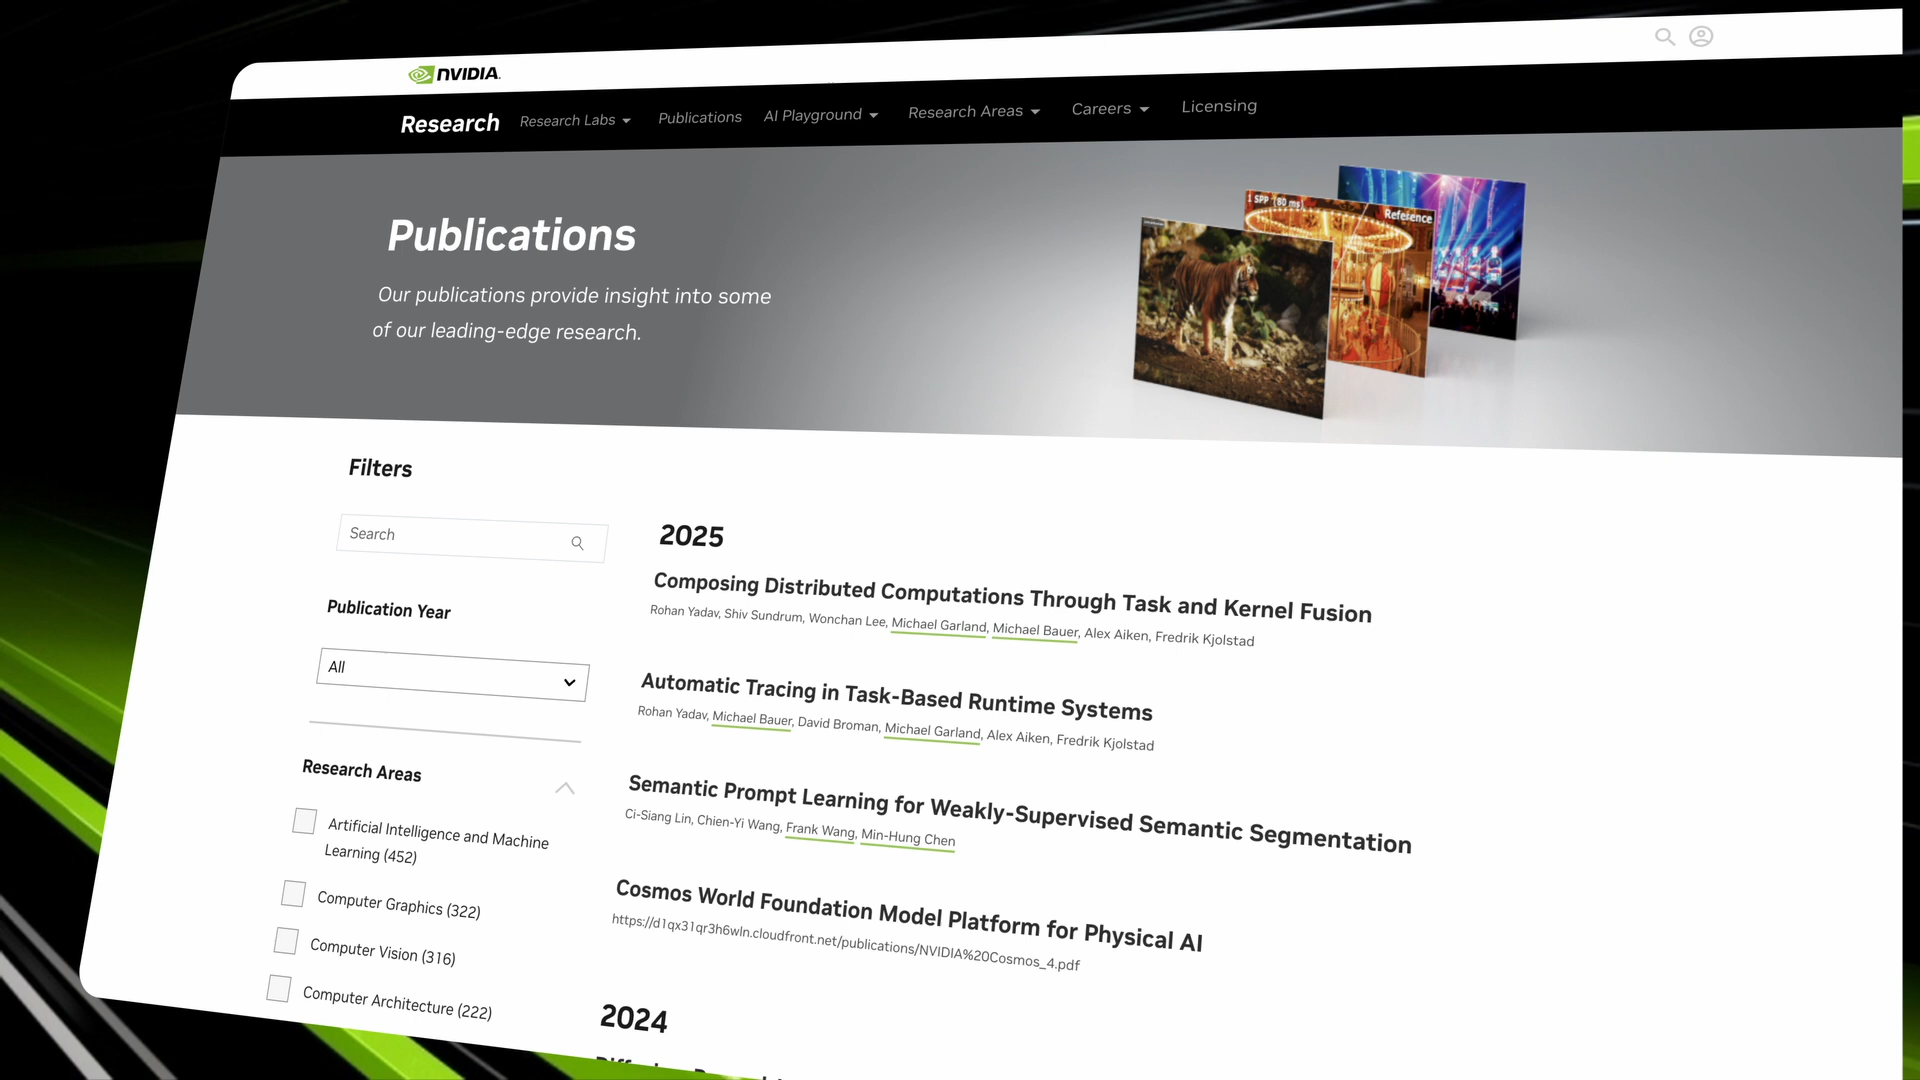 NVIDIA.
Research
Research Labs
Publications
AI Playground
Research Areas
Careers
Licensing
Publications
Our publications provide insight into some
of our leading-edge research.
1 SPP (80 ms)
Reference
Filters
Search
Publication Year
All
Research Areas
Artificial Intelligence and Machine
Learning (452)
Computer Graphics (322)
Computer Vision (316)
Computer Architecture (222)
2025
Composing Distributed Computations Through Task and Kernel Fusion
Rohan Yadav, Shiv Sundrum, Wonchan Lee, Michael Garland, Michael Bauer, Alex Aiken, Fredrik Kjolstad
Automatic Tracing in Task-Based Runtime Systems
Rohan Yadav, Michael Bauer, David Broman, Michael Garland, Alex Aiken, Fredrik Kjolstad
Semantic Prompt Learning for Weakly-Supervised Semantic Segmentation
Ci-Siang Lin, Chien-Yi Wang, Frank Wang, Min-Hung Chen
Cosmos World Foundation Model Platform for Physical AI
https://d1qx31qr3h6wln.cloudfront.net/publications/NVIDIA%20Cosmos_4.pdf
2024